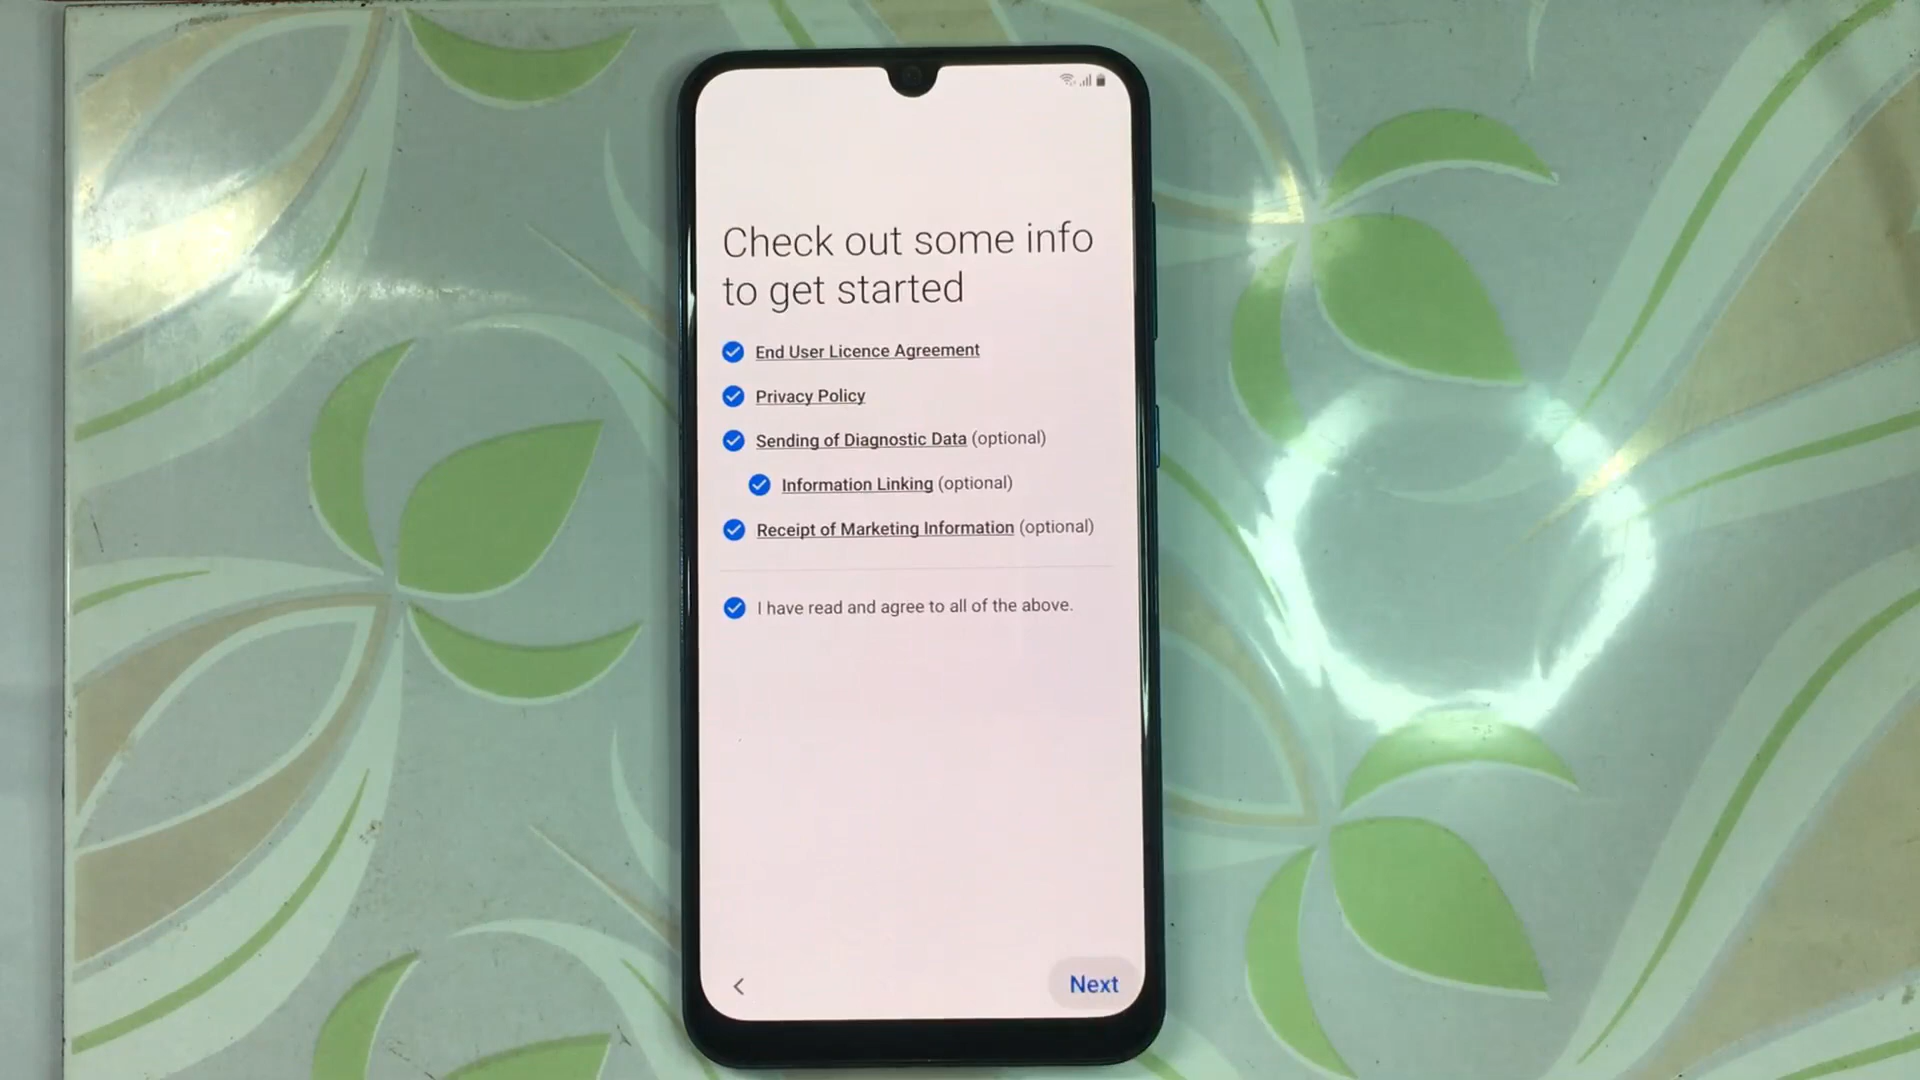 Check out some info
to get started
End User Licence Agreement
Privacy Policy
Sending of Diagnostic Data (optional)
Information Linking (optional)
Receipt of Marketing Information (optional)
I have read and agree to all of the above.
Next